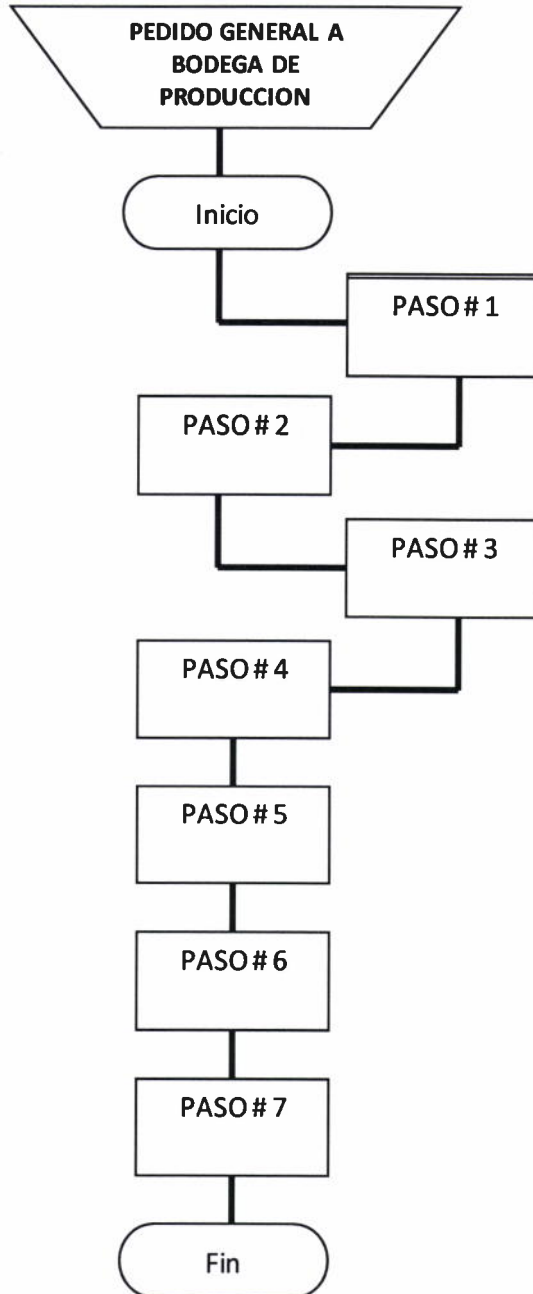 PEDIDO GENERAL A
BODEGA DE
PRODUCCION
Inicio
PASO # 1
PASO # 2
PASO # 3
PASO # 4
PASO # 5
PASO # 6
PASO # 7
Fin